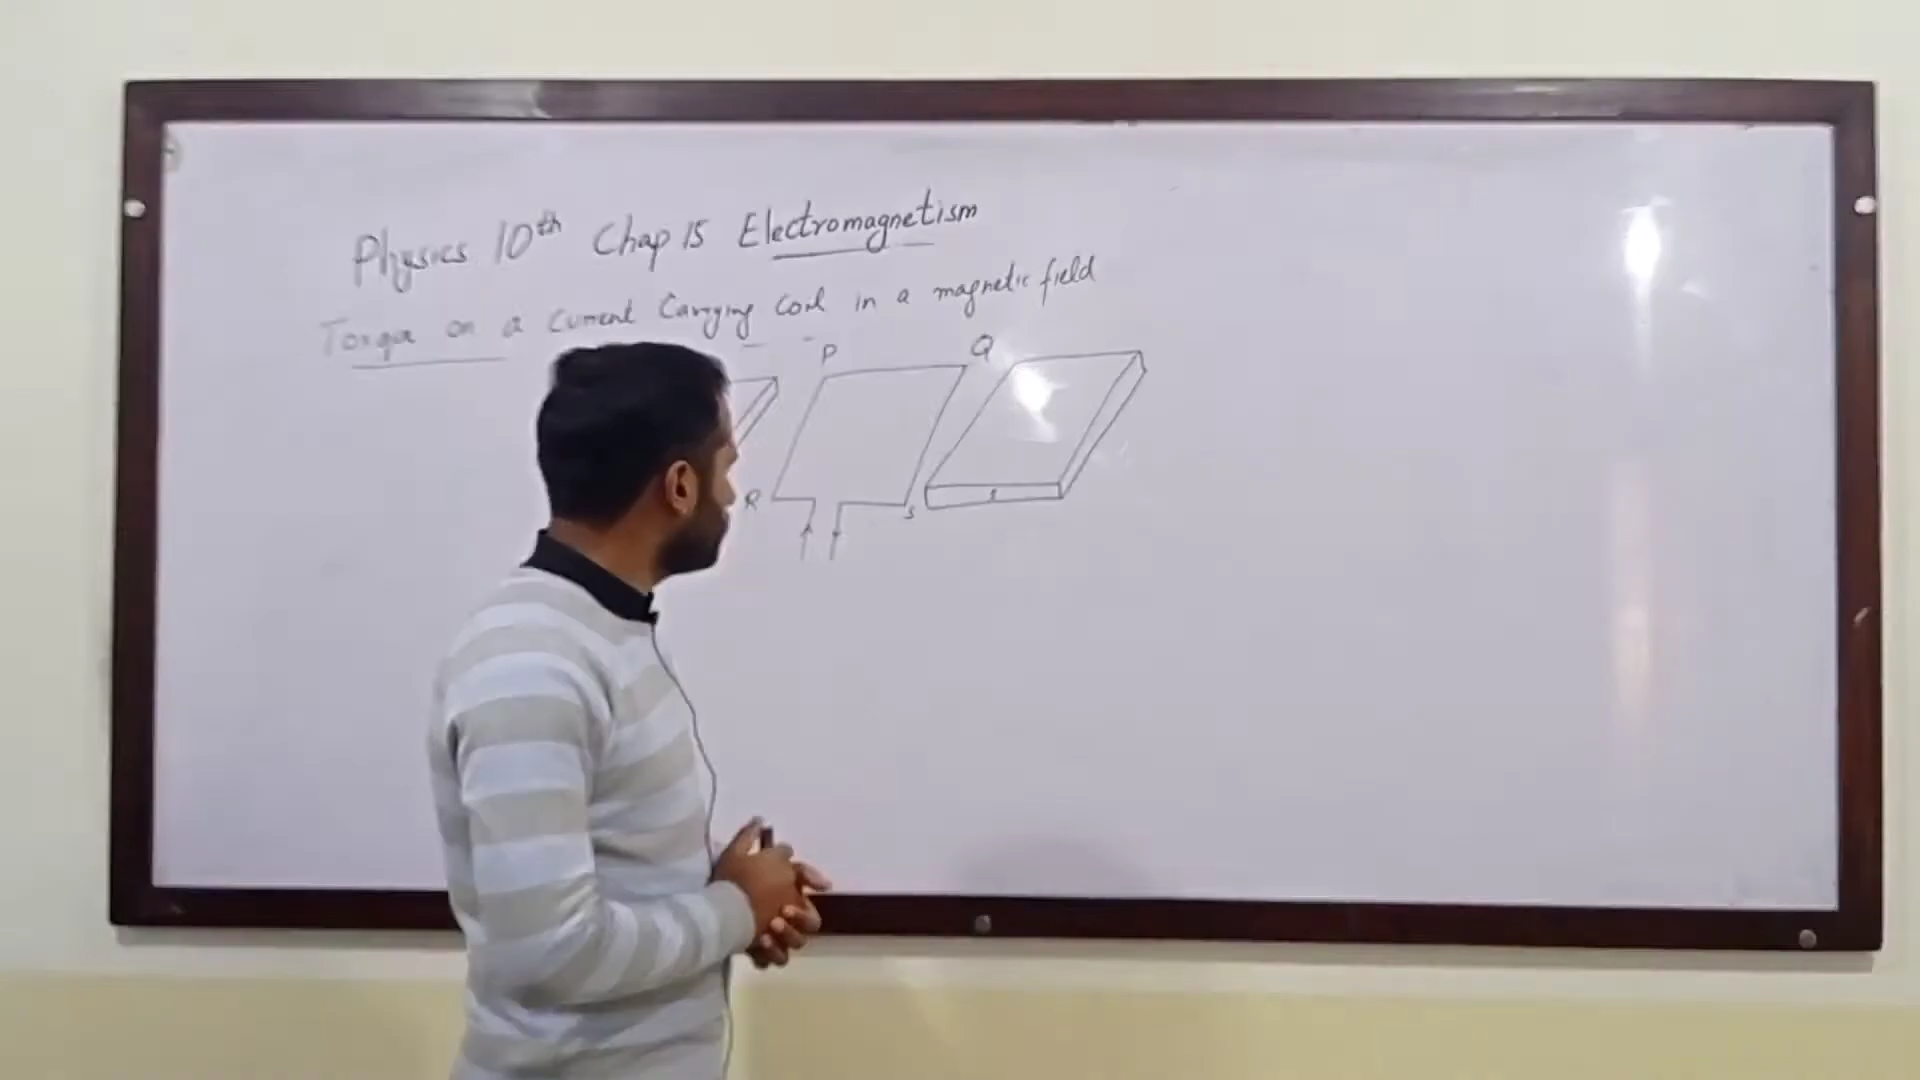 Physics 10th Chap 15 Electromagnetism
Torque on a Current Carrying Coil in a magnetic field
P Q
R S
s